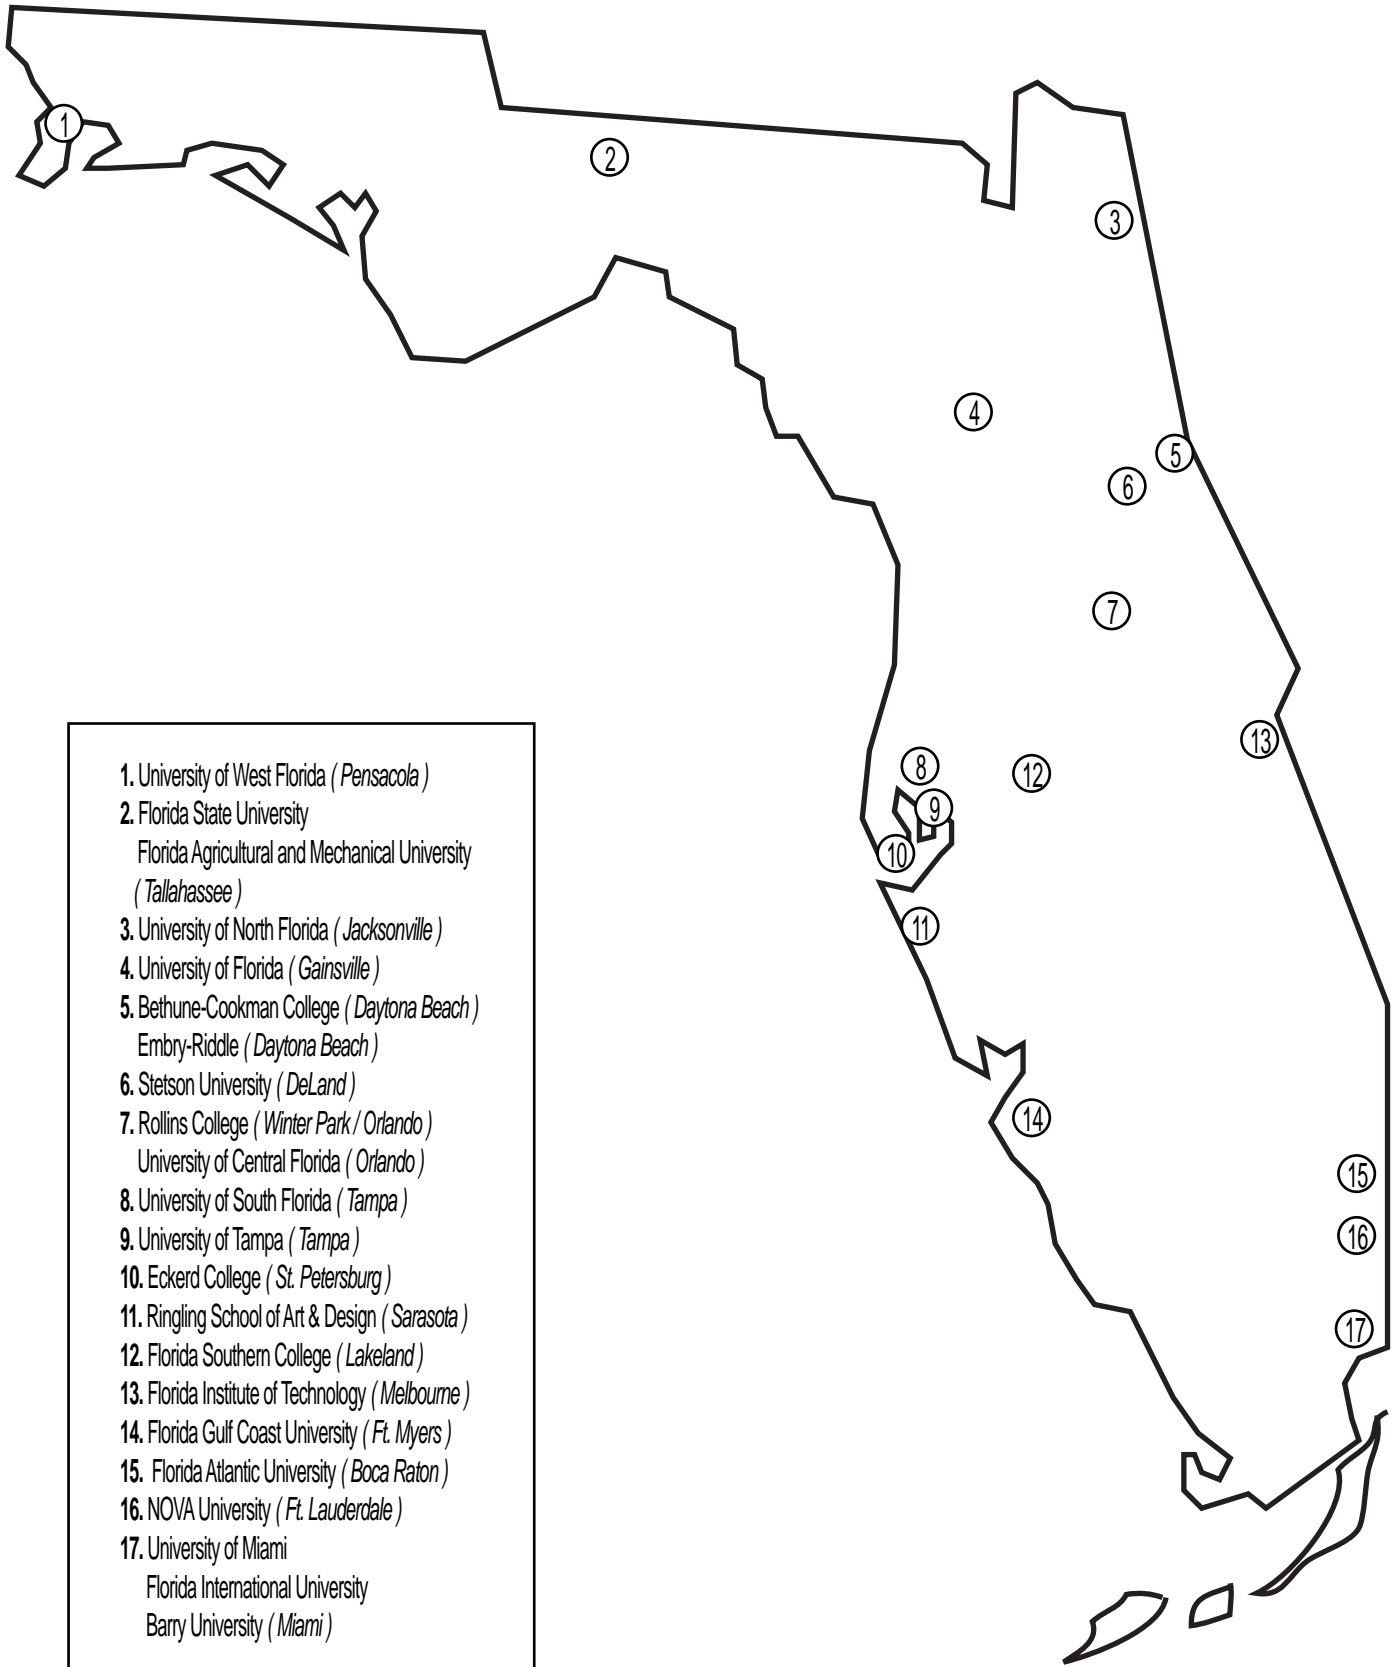 1
2
3
4
5
6
7
8
9
10
11
12
13
14
15
16
17
1. University of West Florida ( Pensacola )
2. Florida State University
Florida Agricultural and Mechanical University
( Tallahassee )
3. University of North Florida ( Jacksonville )
4. University of Florida ( Gainsville )
5. Bethune-Cookman College ( Daytona Beach )
Embry-Riddle ( Daytona Beach )
6. Stetson University ( DeLand )
7. Rollins College ( Winter Park / Orlando )
University of Central Florida ( Orlando )
8. University of South Florida ( Tampa )
9. University of Tampa ( Tampa )
10. Eckerd College ( St. Petersburg )
11. Ringling School of Art & Design ( Sarasota )
12. Florida Southern College ( Lakeland )
13. Florida Institute of Technology ( Melbourne )
14. Florida Gulf Coast University ( Ft. Myers )
15. Florida Atlantic University ( Boca Raton )
16. NOVA University ( Ft. Lauderdale )
17. University of Miami
Florida International University
Barry University ( Miami )